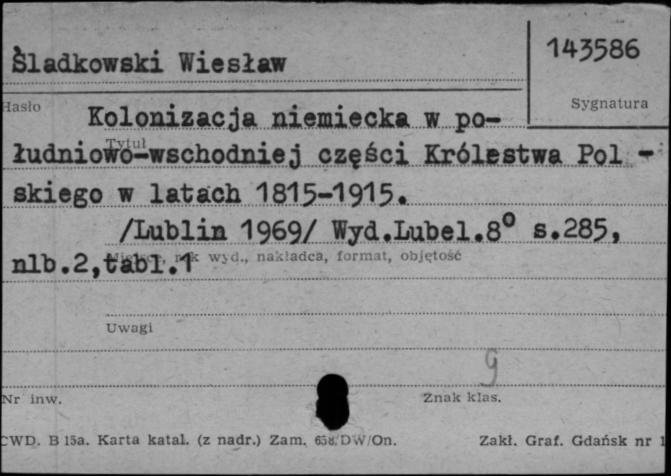 Śladkowski Wiesław
143586
Hasło
Sygnatura
Kolonizacja niemiecka w po-
Tytuł
łudniowo-wschodniej części Królestwa Pol -
skiego w latach 1815-1915.
/Lublin 1969/ Wyd.Lubel.8° s.285,
nlb.2,tabl.1
Miejsce, rok wyd., nakładca, format, objętość
Uwagi
9
Nr inw.
Znak klas.
CWD. B 15a. Karta katal. (z nadr.) Zam. 658/DW/On.
Zakł. Graf. Gdańsk nr 1